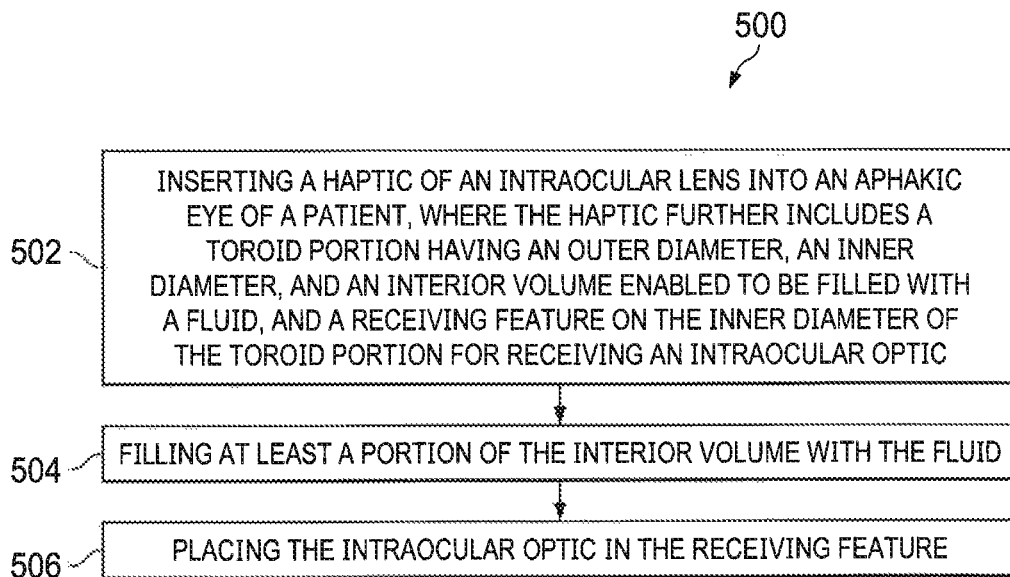 500
INSERTING A HAPTIC OF AN INTRAOCULAR LENS INTO AN APHAKIC
EYE OF A PATIENT, WHERE THE HAPTIC FURTHER INCLUDES A
502
TOROID PORTION HAVING AN OUTER DIAMETER, AN INNER
DIAMETER, AND AN INTERIOR VOLUME ENABLED TO BE FILLED WITH
A FLUID, AND A RECEIVING FEATURE ON THE INNER DIAMETER OF
THE TOROID PORTION FOR RECEIVING AN INTRAOCULAR OPTIC
504
FILLING AT LEAST A PORTION OF THE INTERIOR VOLUME WITH THE FLUID
506
PLACING THE INTRAOCULAR OPTIC IN THE RECEIVING FEATURE